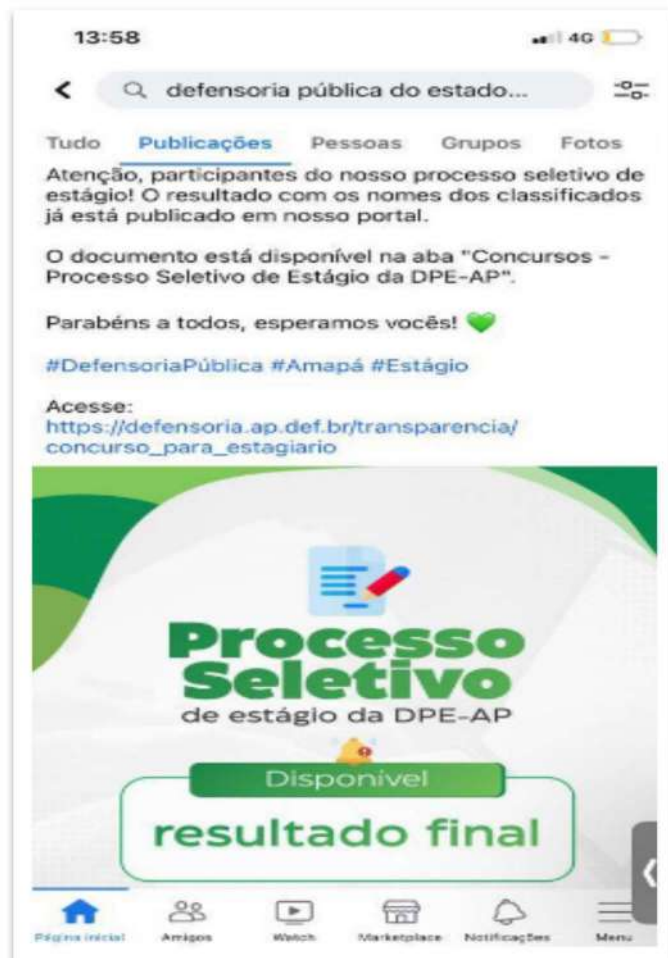 13:58
4G
defensoria pública do estado...
Tudo Publicações Pessoas Grupos Fotos
Atenção, participantes do nosso processo seletivo de
estágio! O resultado com os nomes dos classificados
já está publicado em nosso portal.
O documento está disponível na aba "Concursos –
Processo Seletivo de Estágio da DPE-AP".
Parabéns a todos, esperamos vocês! 💚
#DefensoriaPública #Amapá #Estágio
Acesse:
https://defensoria.ap.def.br/transparencia/
concurso_para_estagiario
Processo
Seletivo
de estágio da DPE-AP
Disponível
resultado final
Página inicial Amigos Watch Marketplace Notificações Menu